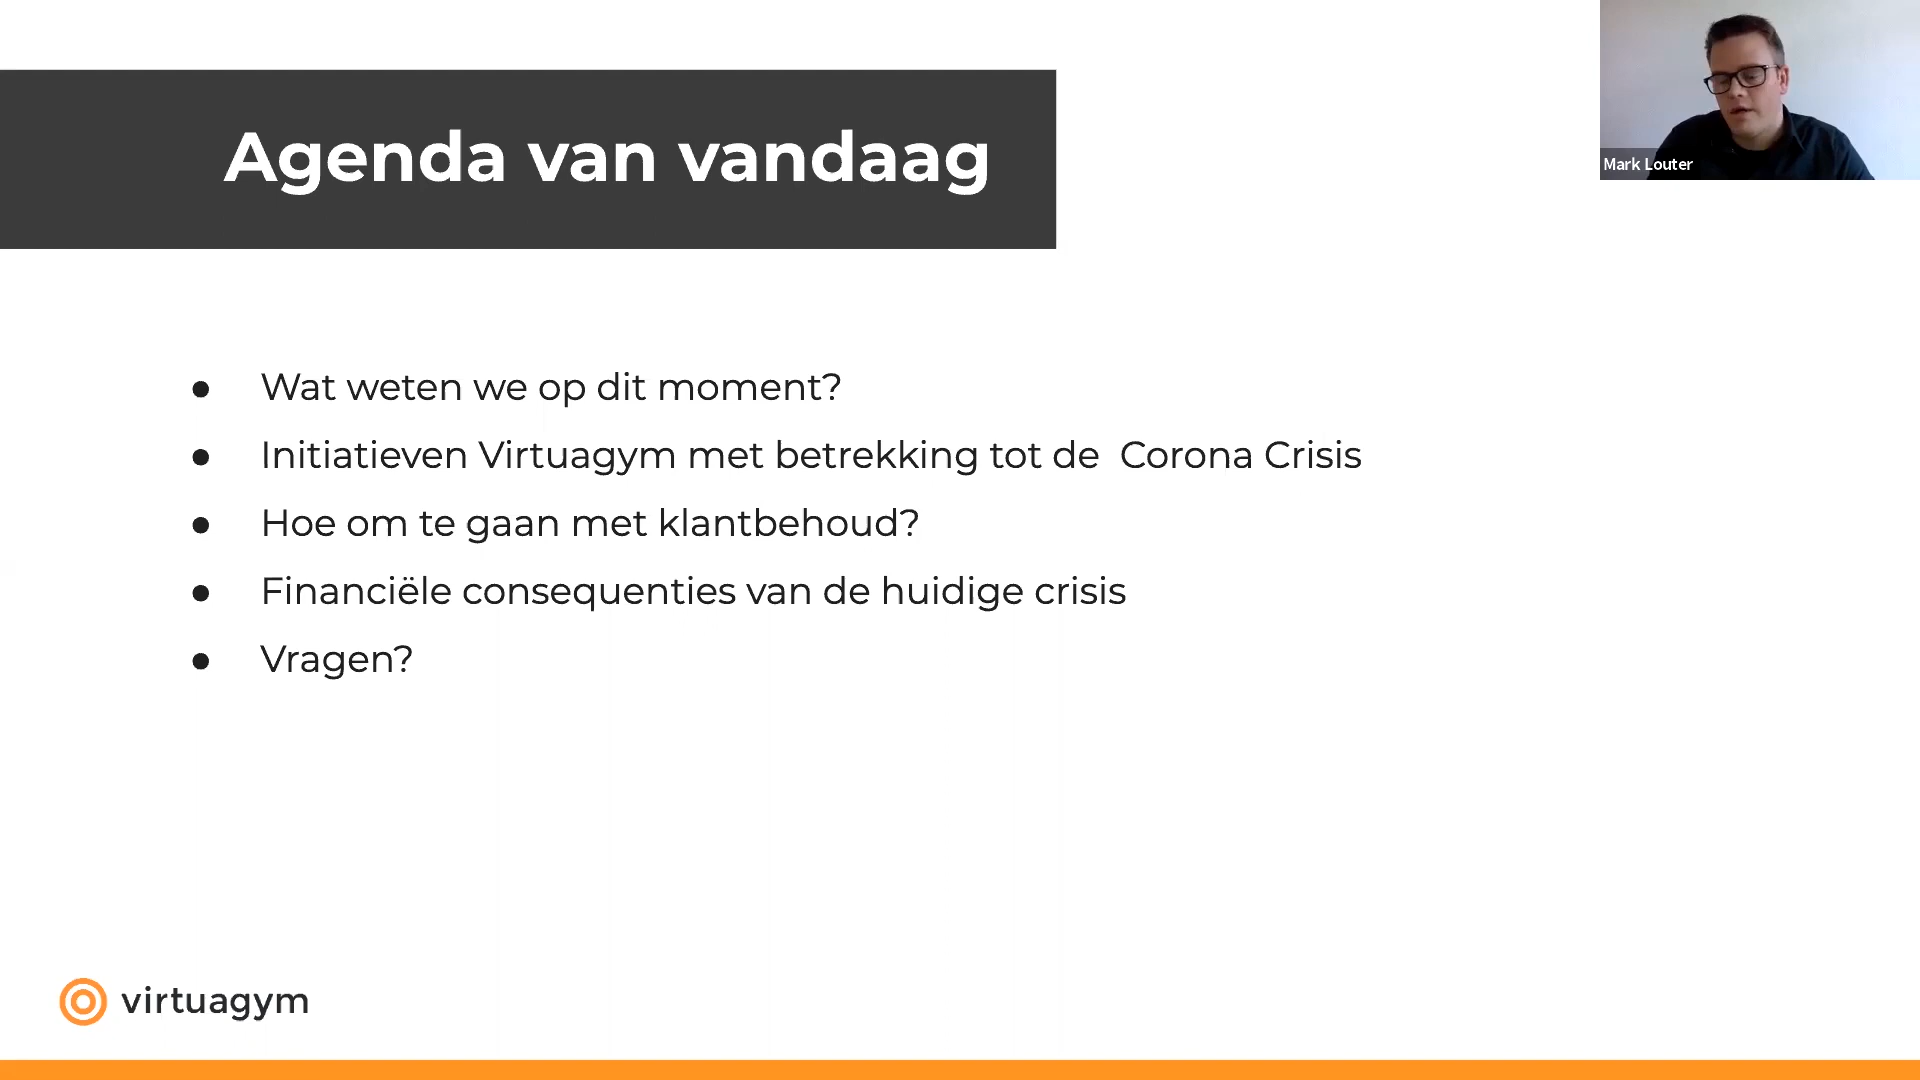 Agenda van vandaag
Mark Louter
● Wat weten we op dit moment?
● Initiatieven Virtuagym met betrekking tot de  Corona Crisis
● Hoe om te gaan met klantbehoud?
● Financiële consequenties van de huidige crisis
● Vragen?
virtuagym